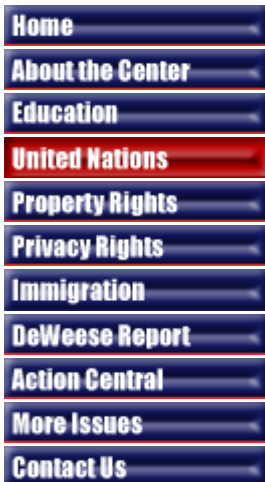 Home
About the Center
Education
United Nations
Property Rights
Privacy Rights
Immigration
DeWeese Report
Action Central
More Issues
Contact Us